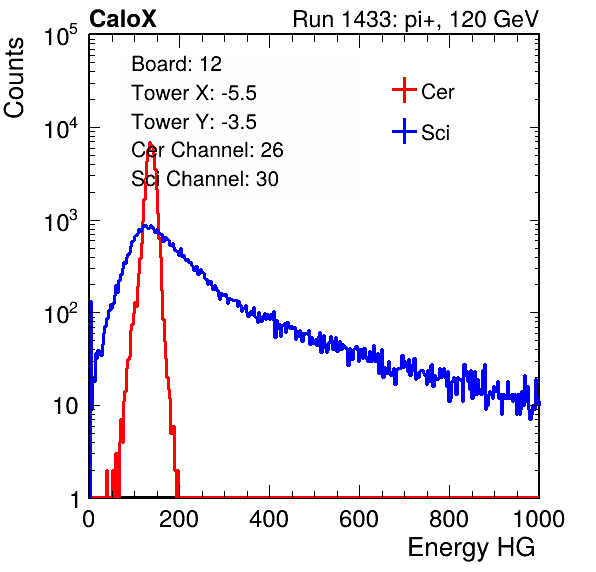 CaloX Run 1433: pi+, 120 GeV
Counts
10^5
10^4
10^3
10^2
10
1
Board: 12
Tower X: -5.5
Tower Y: -3.5
Cer Channel: 26
Sci Channel: 30
Cer
Sci
0 200 400 600 800 1000
Energy HG